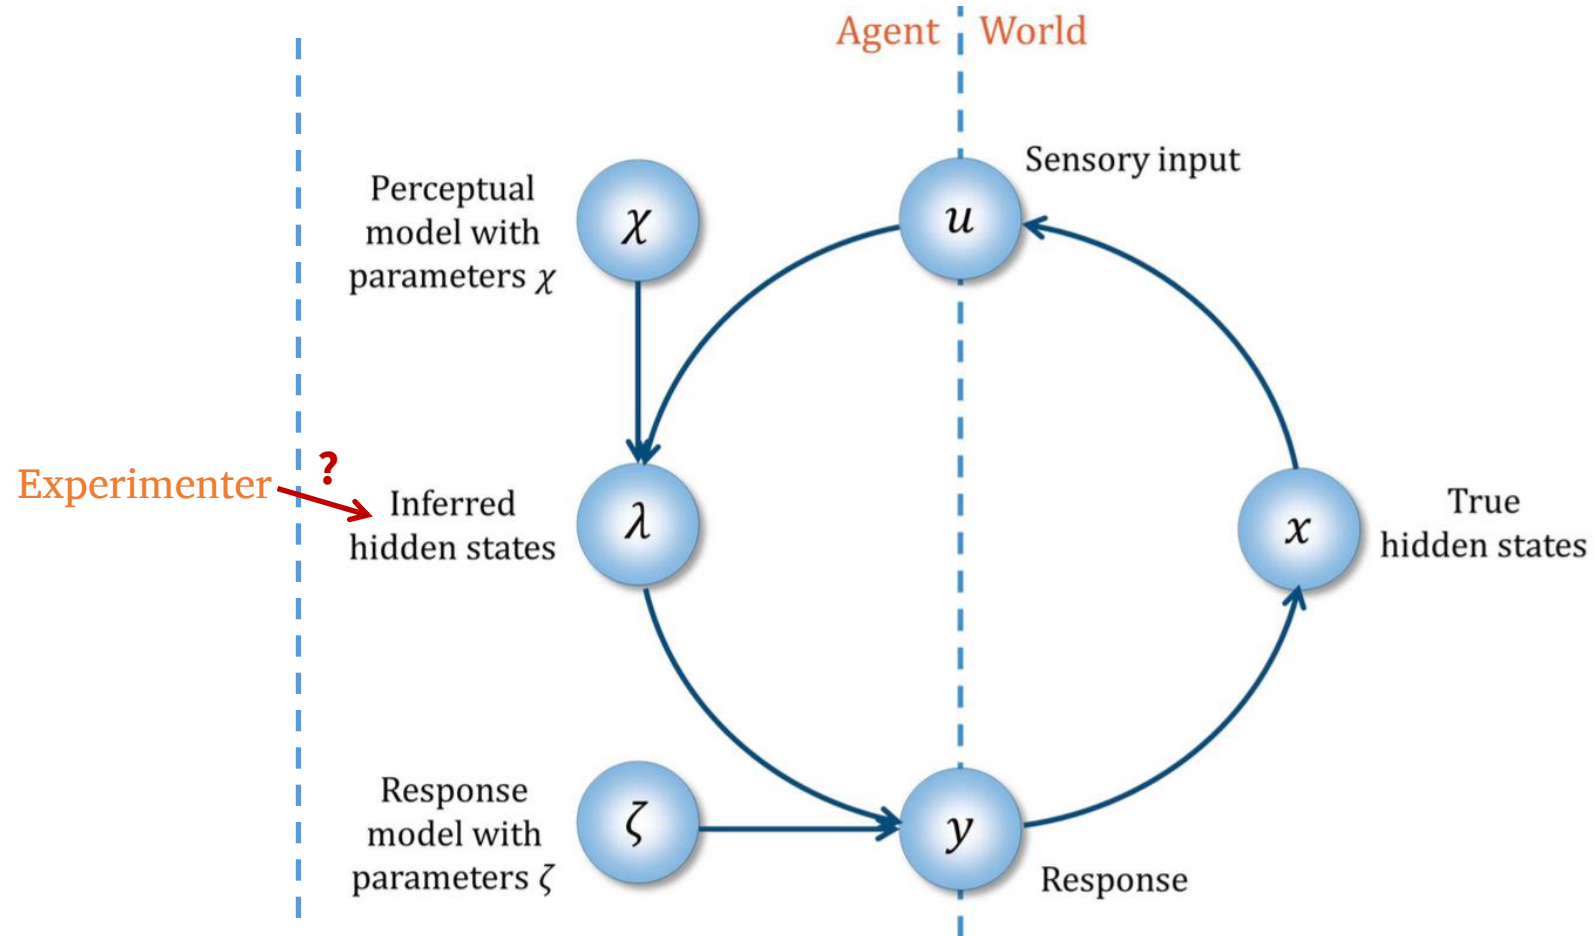 Agent
World
Sensory input
Perceptual
model with
parameters χ
χ
u
?
Experimenter
Inferred
hidden states
λ
x
True
hidden states
Response
model with
parameters ζ
ζ
y
Response